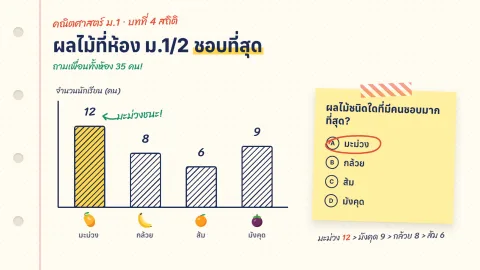 คณิตศาสตร์ ม.1 · บทที่ 4 สถิติ
ผลไม้ที่ห้อง ม.1/2 ชอบที่สุด
ถามเพื่อนทั้งห้อง 35 คน!
จำนวนนักเรียน (คน)
12
มะม่วงชนะ!
8
6
9
มะม่วง
กล้วย
ส้ม
มังคุด
ผลไม้ชนิดใดที่มีคนชอบมาก
ที่สุด?
A มะม่วง
B กล้วย
C ส้ม
D มังคุด
มะม่วง 12 > มังคุด 9 > กล้วย 8 > ส้ม 6